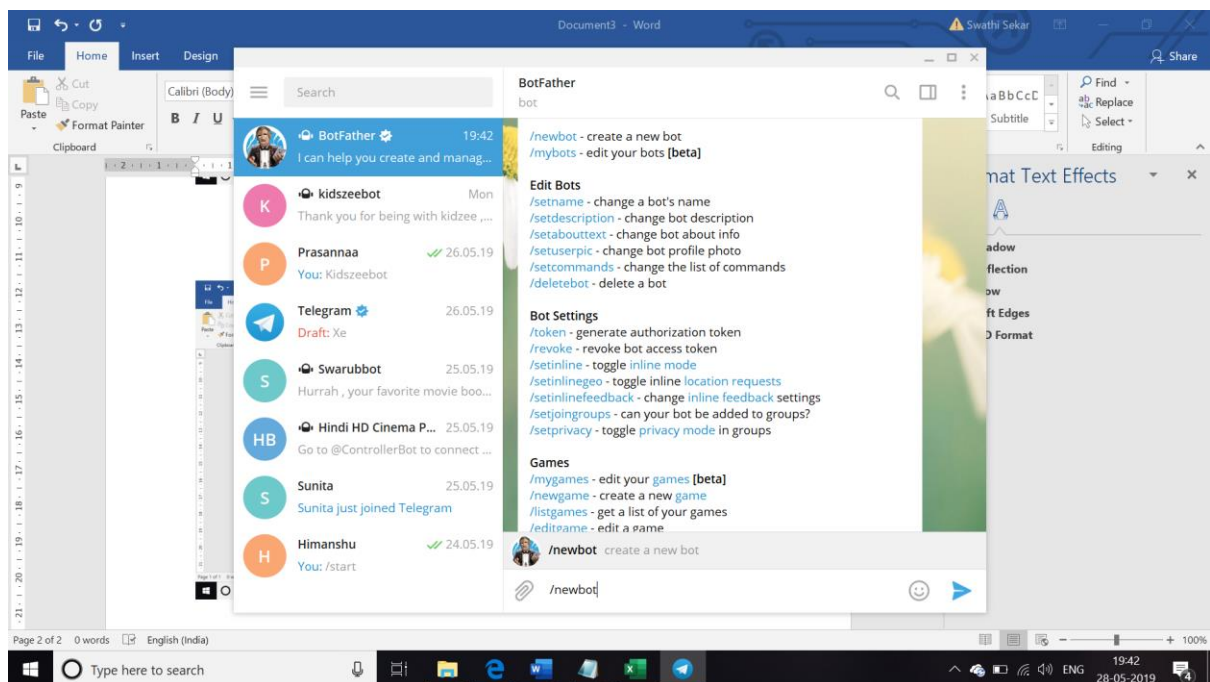 Document3 - Word
Swathi Sekar
File Home Insert Design
Share
Paste
Cut
Copy
Format Painter
Clipboard
Calibri (Body)
B I U
aBbCcC
Subtitle
Find
Replace
Select
Editing
Search
BotFather 19:42
I can help you create and manag...
K
kidszeebot Mon
Thank you for being with kidzee ,...
P
Prasannaa 26.05.19
You: Kidszeebot
Telegram 26.05.19
Draft: Xe
S
Swarubbot 25.05.19
Hurrah , your favorite movie boo...
HB
Hindi HD Cinema P... 25.05.19
Go to @ControllerBot to connect ...
S
Sunita 25.05.19
Sunita just joined Telegram
H
Himanshu 24.05.19
You: /start
BotFather
bot
/newbot - create a new bot
/mybots - edit your bots [beta]
Edit Bots
/setname - change a bot's name
/setdescription - change bot description
/setabouttext - change bot about info
/setuserpic - change bot profile photo
/setcommands - change the list of commands
/deletebot - delete a bot
Bot Settings
/token - generate authorization token
/revoke - revoke bot access token
/setinline - toggle inline mode
/setinlinegeo - toggle inline location requests
/setinlinefeedback - change inline feedback settings
/setjoingroups - can your bot be added to groups?
/setprivacy - toggle privacy mode in groups
Games
/mygames - edit your games [beta]
/newgame - create a new game
/listgames - get a list of your games
/editgame - edit a game
/newbot create a new bot
/newbot
mat Text Effects
A
adow
flection
ow
ft Edges
D Format
Page 2 of 2 0 words English (India)
100%
Type here to search
ENG
19:42
28-05-2019
4